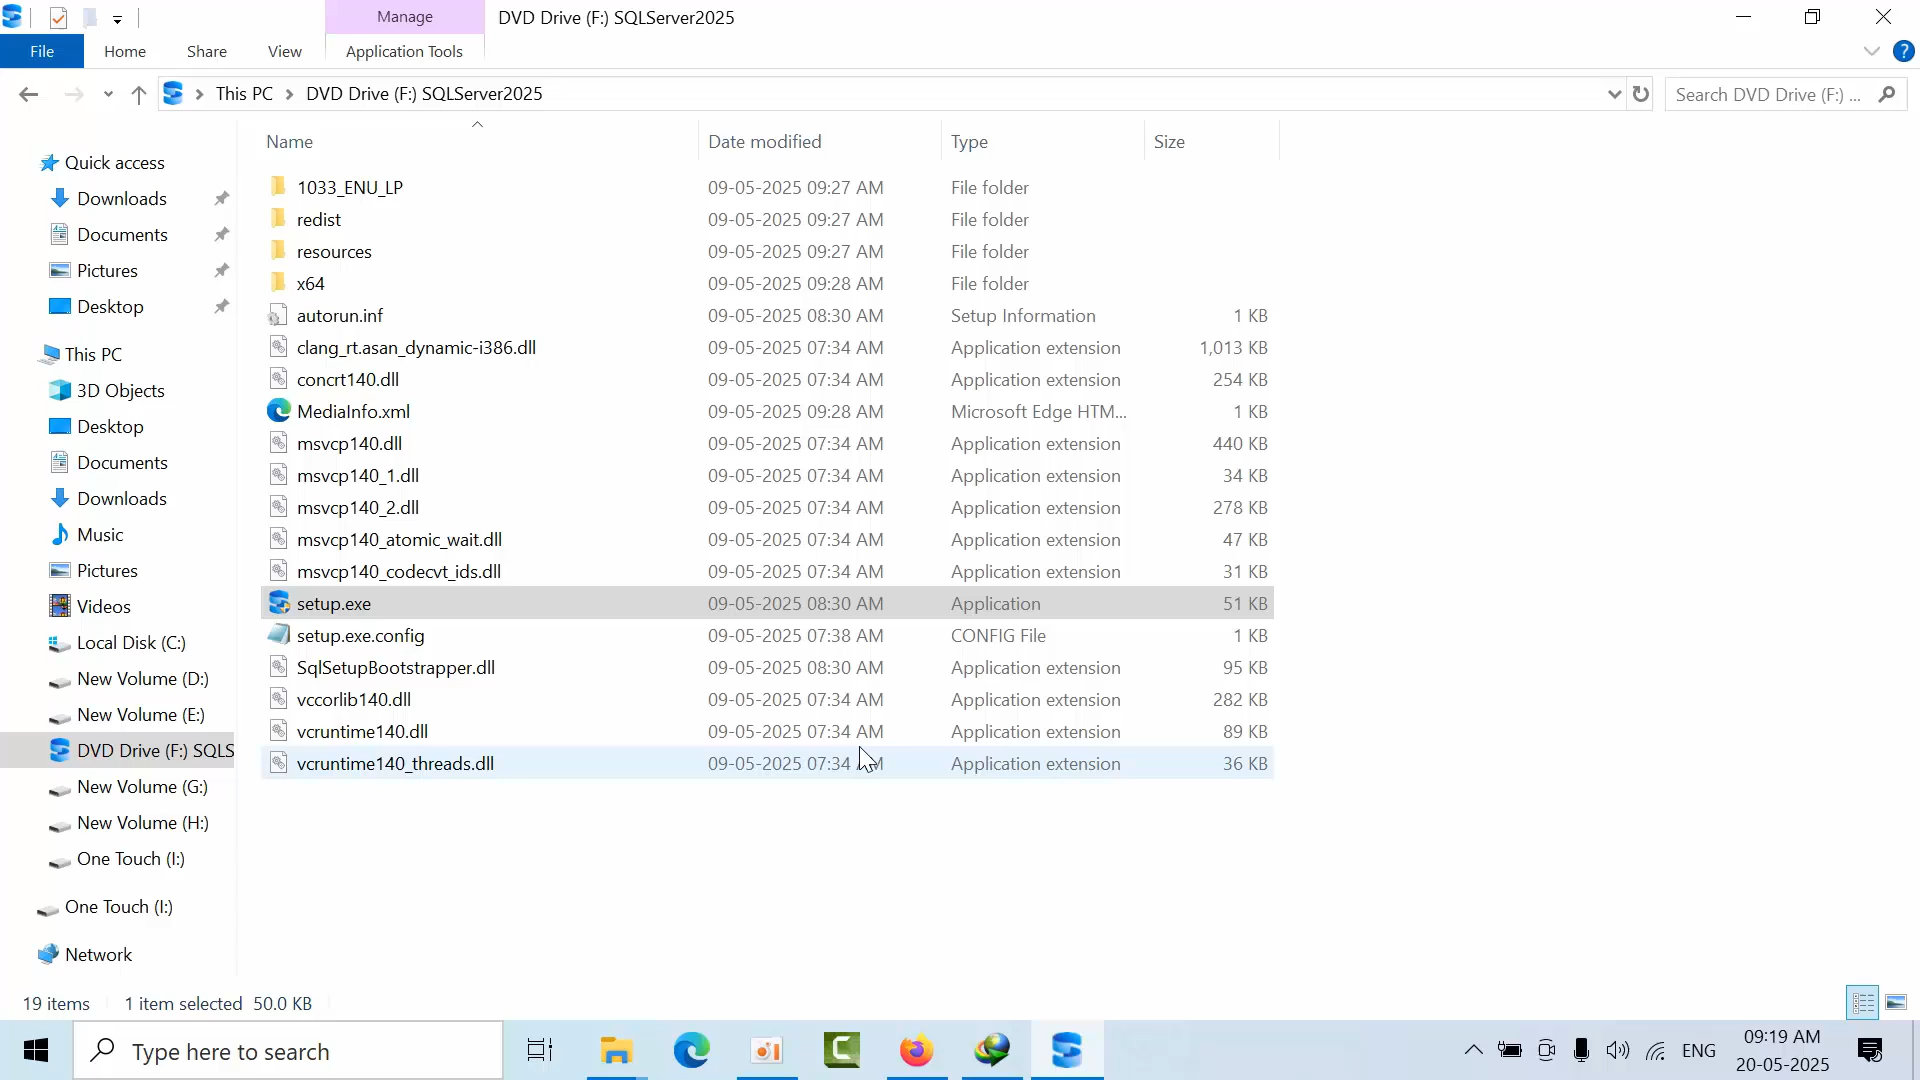 Manage
DVD Drive (F:) SQLServer2025
File
Home
Share
View
Application Tools
?
This PC
DVD Drive (F:) SQLServer2025
Search DVD Drive (F:) ...
Name
Date modified
Type
Size
Quick access
Downloads
Documents
Pictures
Desktop
This PC
3D Objects
Desktop
Documents
Downloads
Music
Pictures
Videos
Local Disk (C:)
New Volume (D:)
New Volume (E:)
DVD Drive (F:) SQLS
New Volume (G:)
New Volume (H:)
One Touch (I:)
One Touch (I:)
Network
1033_ENU_LP 09-05-2025 09:27 AM File folder
redist 09-05-2025 09:27 AM File folder
resources 09-05-2025 09:27 AM File folder
x64 09-05-2025 09:28 AM File folder
autorun.inf 09-05-2025 08:30 AM Setup Information 1 KB
clang_rt.asan_dynamic-i386.dll 09-05-2025 07:34 AM Application extension 1,013 KB
concrt140.dll 09-05-2025 07:34 AM Application extension 254 KB
MediaInfo.xml 09-05-2025 09:28 AM Microsoft Edge HTM... 1 KB
msvcp140.dll 09-05-2025 07:34 AM Application extension 440 KB
msvcp140_1.dll 09-05-2025 07:34 AM Application extension 34 KB
msvcp140_2.dll 09-05-2025 07:34 AM Application extension 278 KB
msvcp140_atomic_wait.dll 09-05-2025 07:34 AM Application extension 47 KB
msvcp140_codecvt_ids.dll 09-05-2025 07:34 AM Application extension 31 KB
setup.exe 09-05-2025 08:30 AM Application 51 KB
setup.exe.config 09-05-2025 07:38 AM CONFIG File 1 KB
SqlSetupBootstrapper.dll 09-05-2025 08:30 AM Application extension 95 KB
vccorlib140.dll 09-05-2025 07:34 AM Application extension 282 KB
vcruntime140.dll 09-05-2025 07:34 AM Application extension 89 KB
vcruntime140_threads.dll 09-05-2025 07:34 AM Application extension 36 KB
19 items 1 item selected 50.0 KB
Type here to search
ENG
09:19 AM
20-05-2025